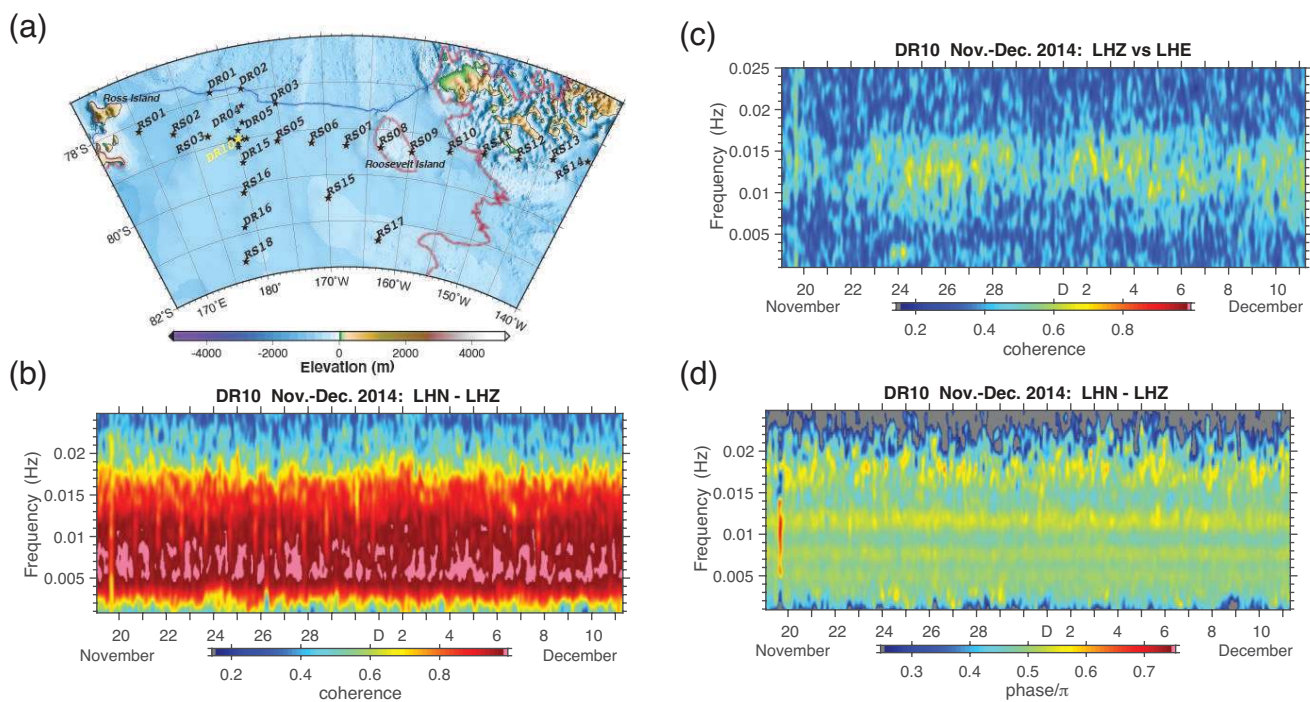 (a)
DR01
DR02
DR03
DR04
DR05
Ross Island
RS01
RS02
RS03
DR10
DR15
RS05
RS06
RS01
RS08
RS09
RS10
RS11
RS12
RS13
RS14
Roosevelt Island
RS16
RS15
DR16
RS17
RS18
78˚S
80˚S
82˚S
170˚E
180˚
170˚W
160˚W
150˚W
140˚W
-4000 -2000 0 2000 4000
Elevation (m)
(b)
DR10 Nov.-Dec. 2014: LHN - LHZ
Frequency (Hz)
0.02
0.015
0.01
0.005
20 22 24 26 28 D 2 4 6 8 10
November December
0.2 0.4 0.6 0.8
coherence
(c)
DR10 Nov.-Dec. 2014: LHZ vs LHE
Frequency (Hz)
0.025
0.02
0.015
0.01
0.005
20 22 24 26 28 D 2 4 6 8 10
November December
0.2 0.4 0.6 0.8
coherence
(d)
DR10 Nov.-Dec. 2014: LHN - LHZ
Frequency (Hz)
0.02
0.015
0.01
0.005
20 22 24 26 28 D 2 4 6 8 10
November December
0.3 0.4 0.5 0.6 0.7
phase/π